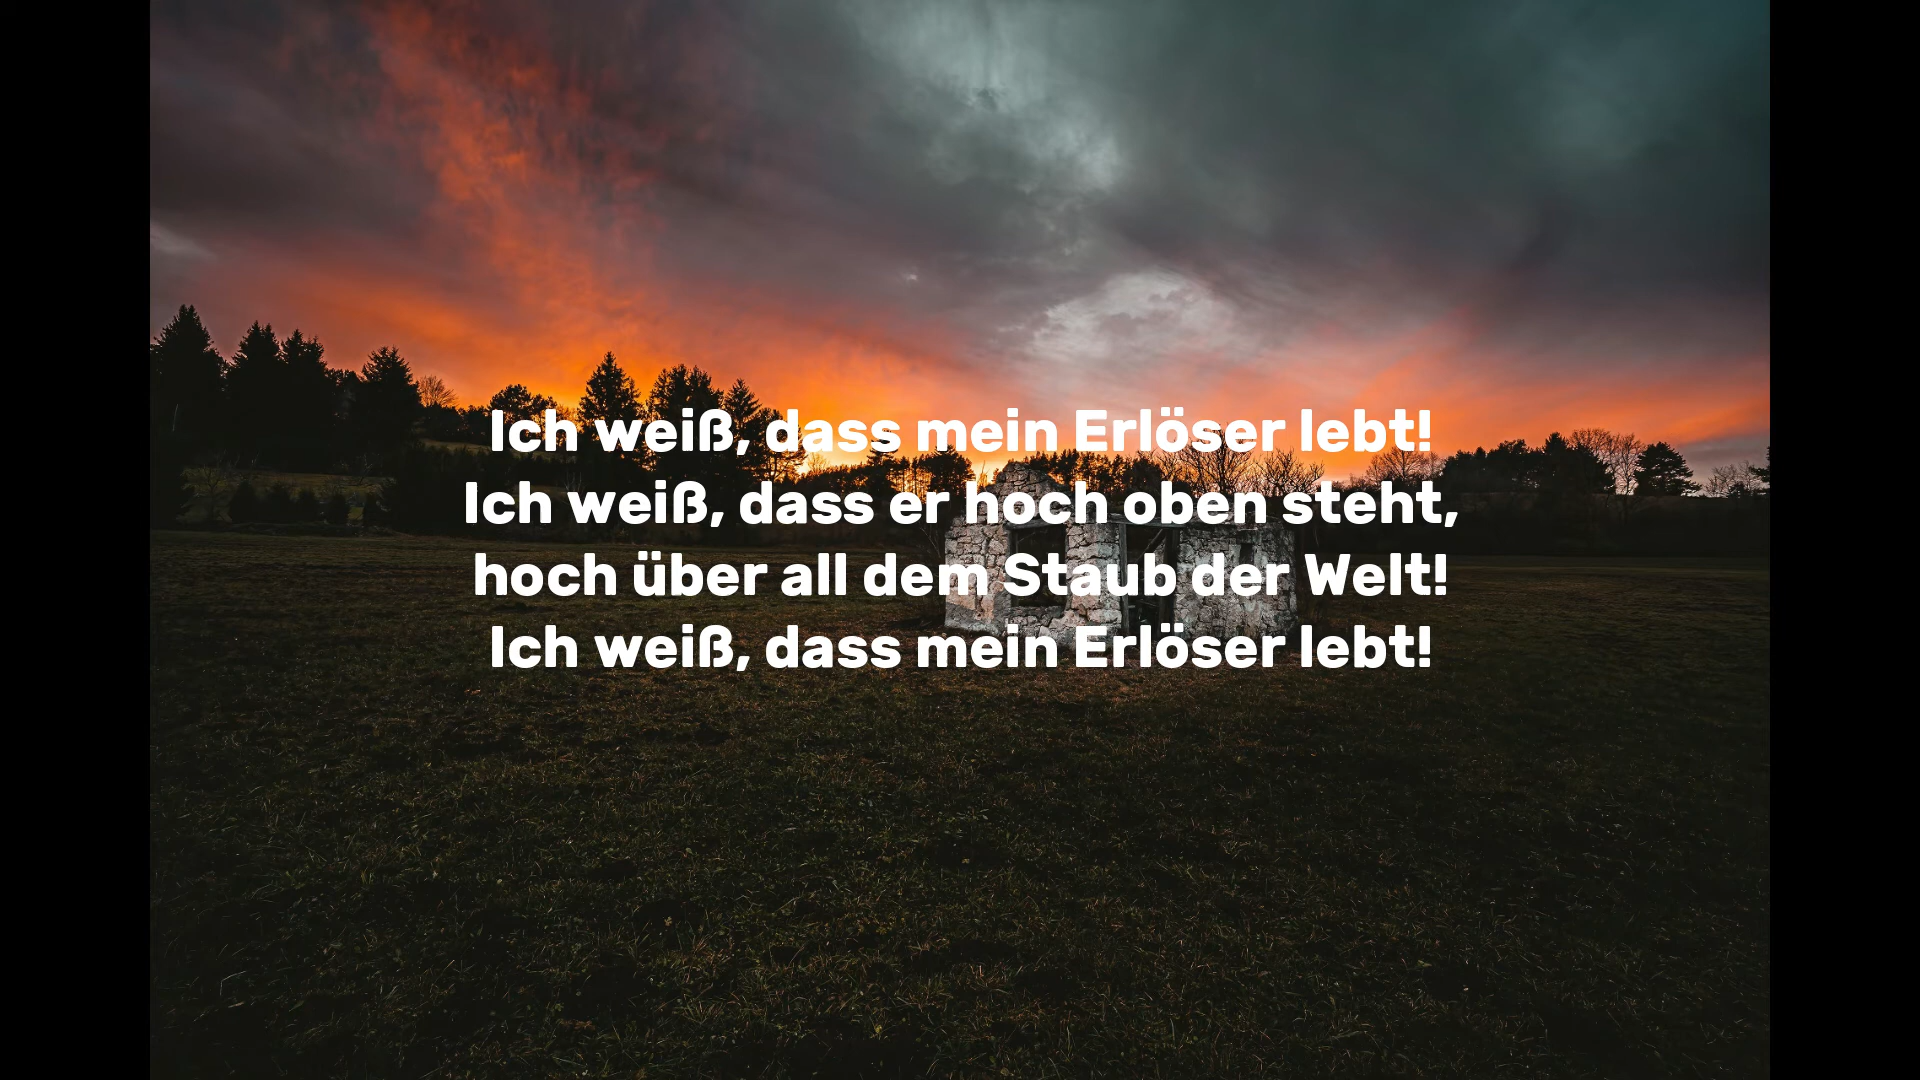 Ich weiß, dass mein Erlöser lebt!
Ich weiß, dass er hoch oben steht,
hoch über all dem Staub der Welt!
Ich weiß, dass mein Erlöser lebt!